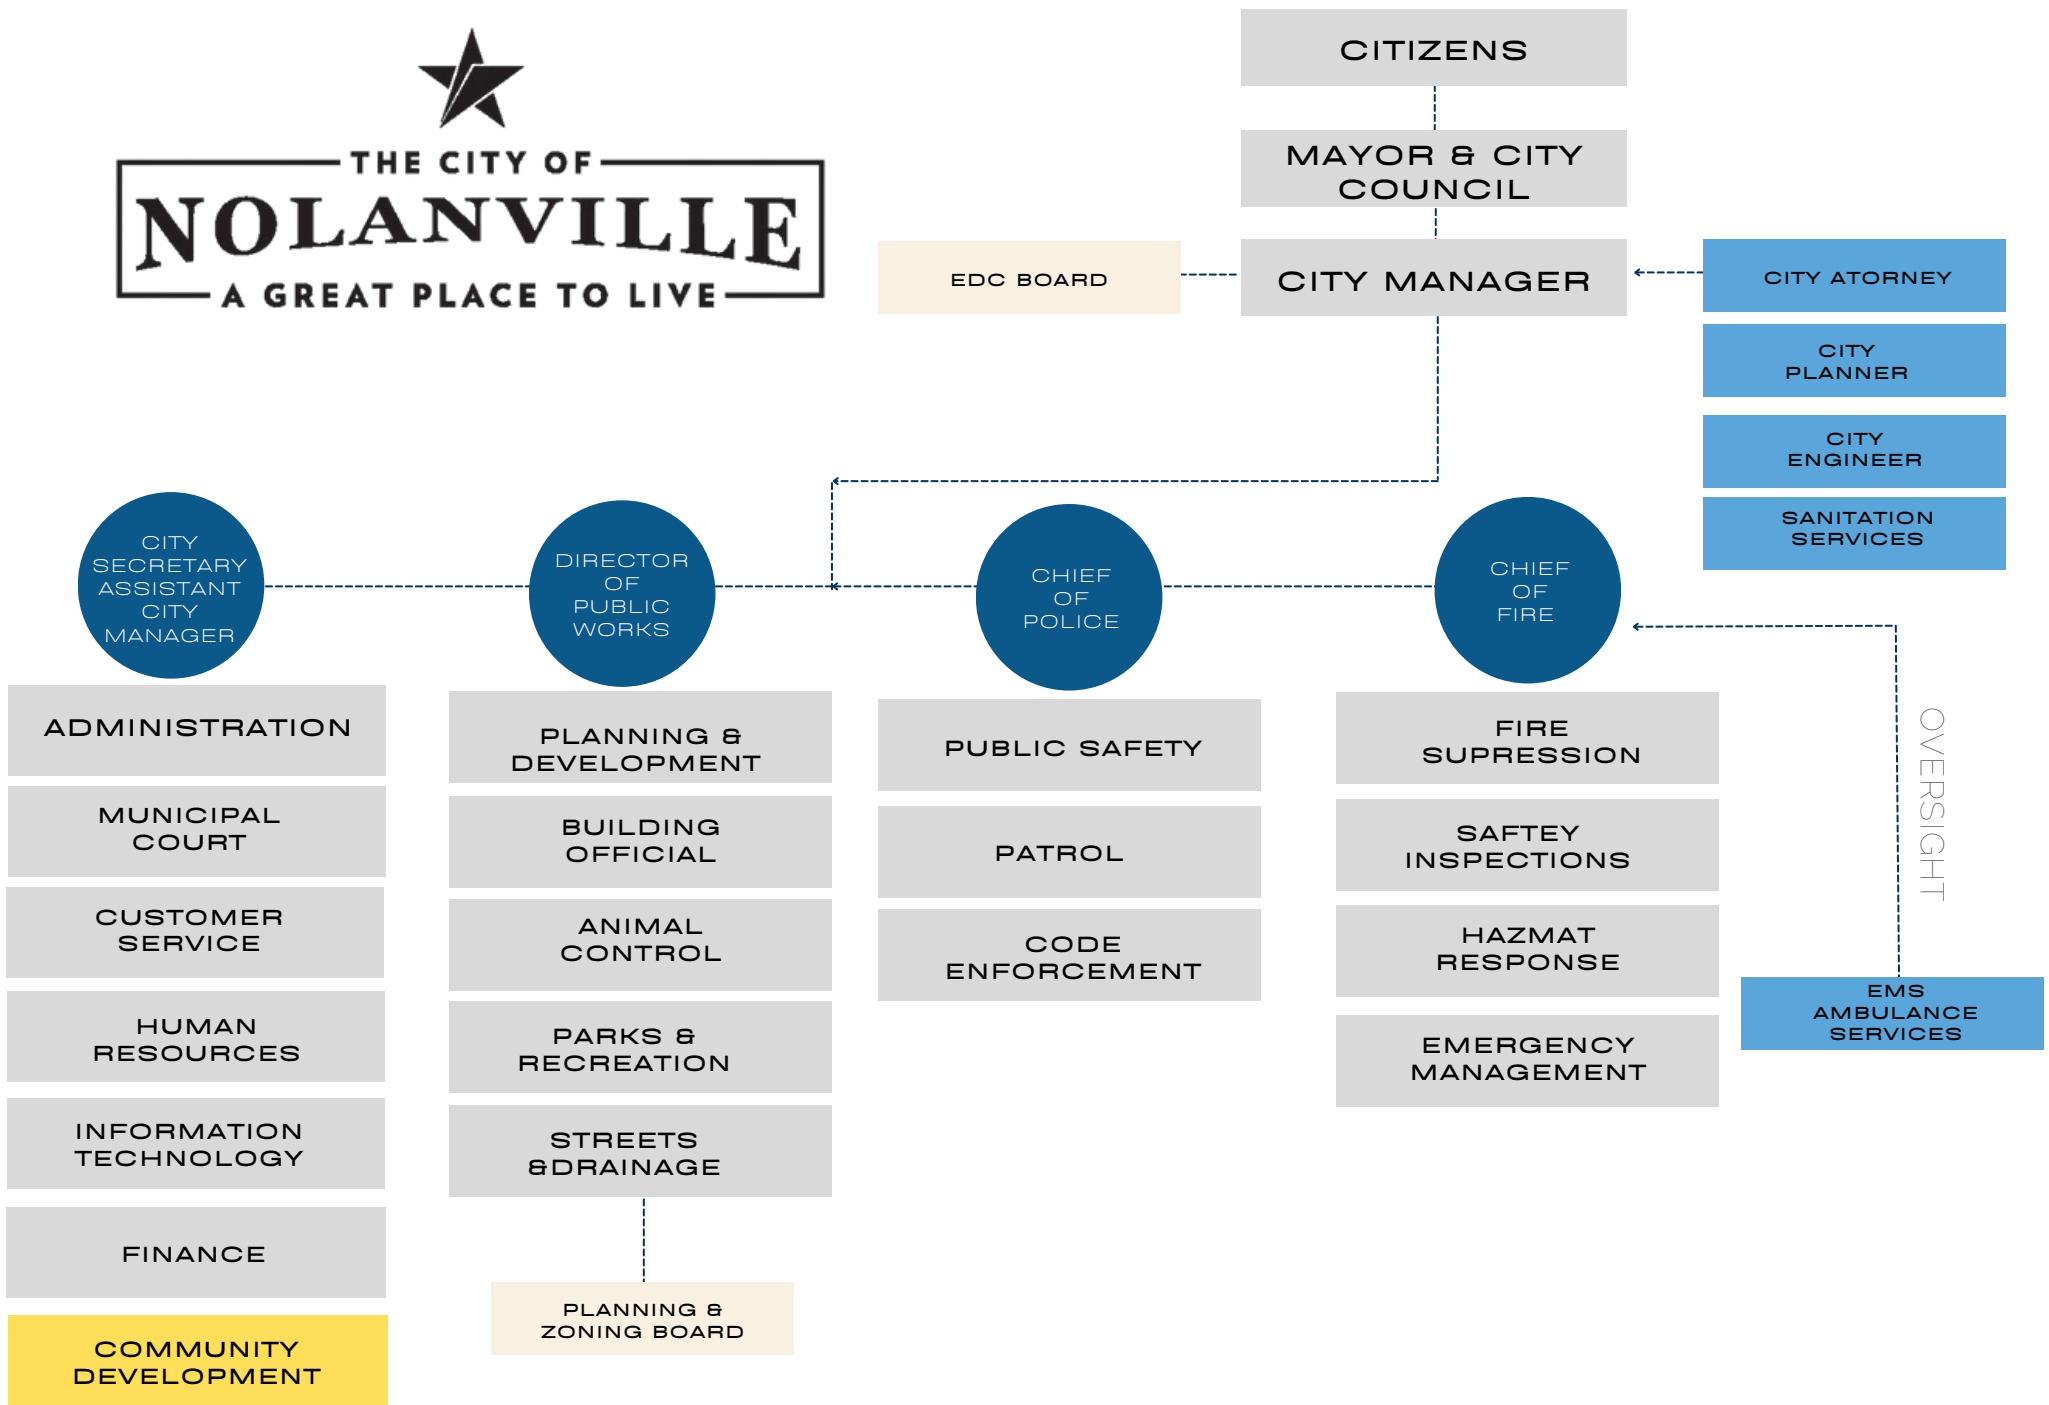 THE CITY OF
NOLANVILLE
A GREAT PLACE TO LIVE
CITIZENS
MAYOR & CITY
COUNCIL
EDC BOARD
CITY MANAGER
CITY ATORNEY
CITY
PLANNER
CITY
ENGINEER
SANITATION
SERVICES
CITY
SECRETARY
ASSISTANT
CITY
MANAGER
ADMINISTRATION
MUNICIPAL
COURT
CUSTOMER
SERVICE
HUMAN
RESOURCES
INFORMATION
TECHNOLOGY
FINANCE
COMMUNITY
DEVELOPMENT
DIRECTOR
OF
PUBLIC
WORKS
PLANNING &
DEVELOPMENT
BUILDING
OFFICIAL
ANIMAL
CONTROL
PARKS &
RECREATION
STREETS
&DRAINAGE
PLANNING &
ZONING BOARD
CHIEF
OF
POLICE
PUBLIC SAFETY
PATROL
CODE
ENFORCEMENT
CHIEF
OF
FIRE
FIRE
SUPRESSION
SAFTEY
INSPECTIONS
HAZMAT
RESPONSE
EMERGENCY
MANAGEMENT
OVERSIGHT
EMS
AMBULANCE
SERVICES